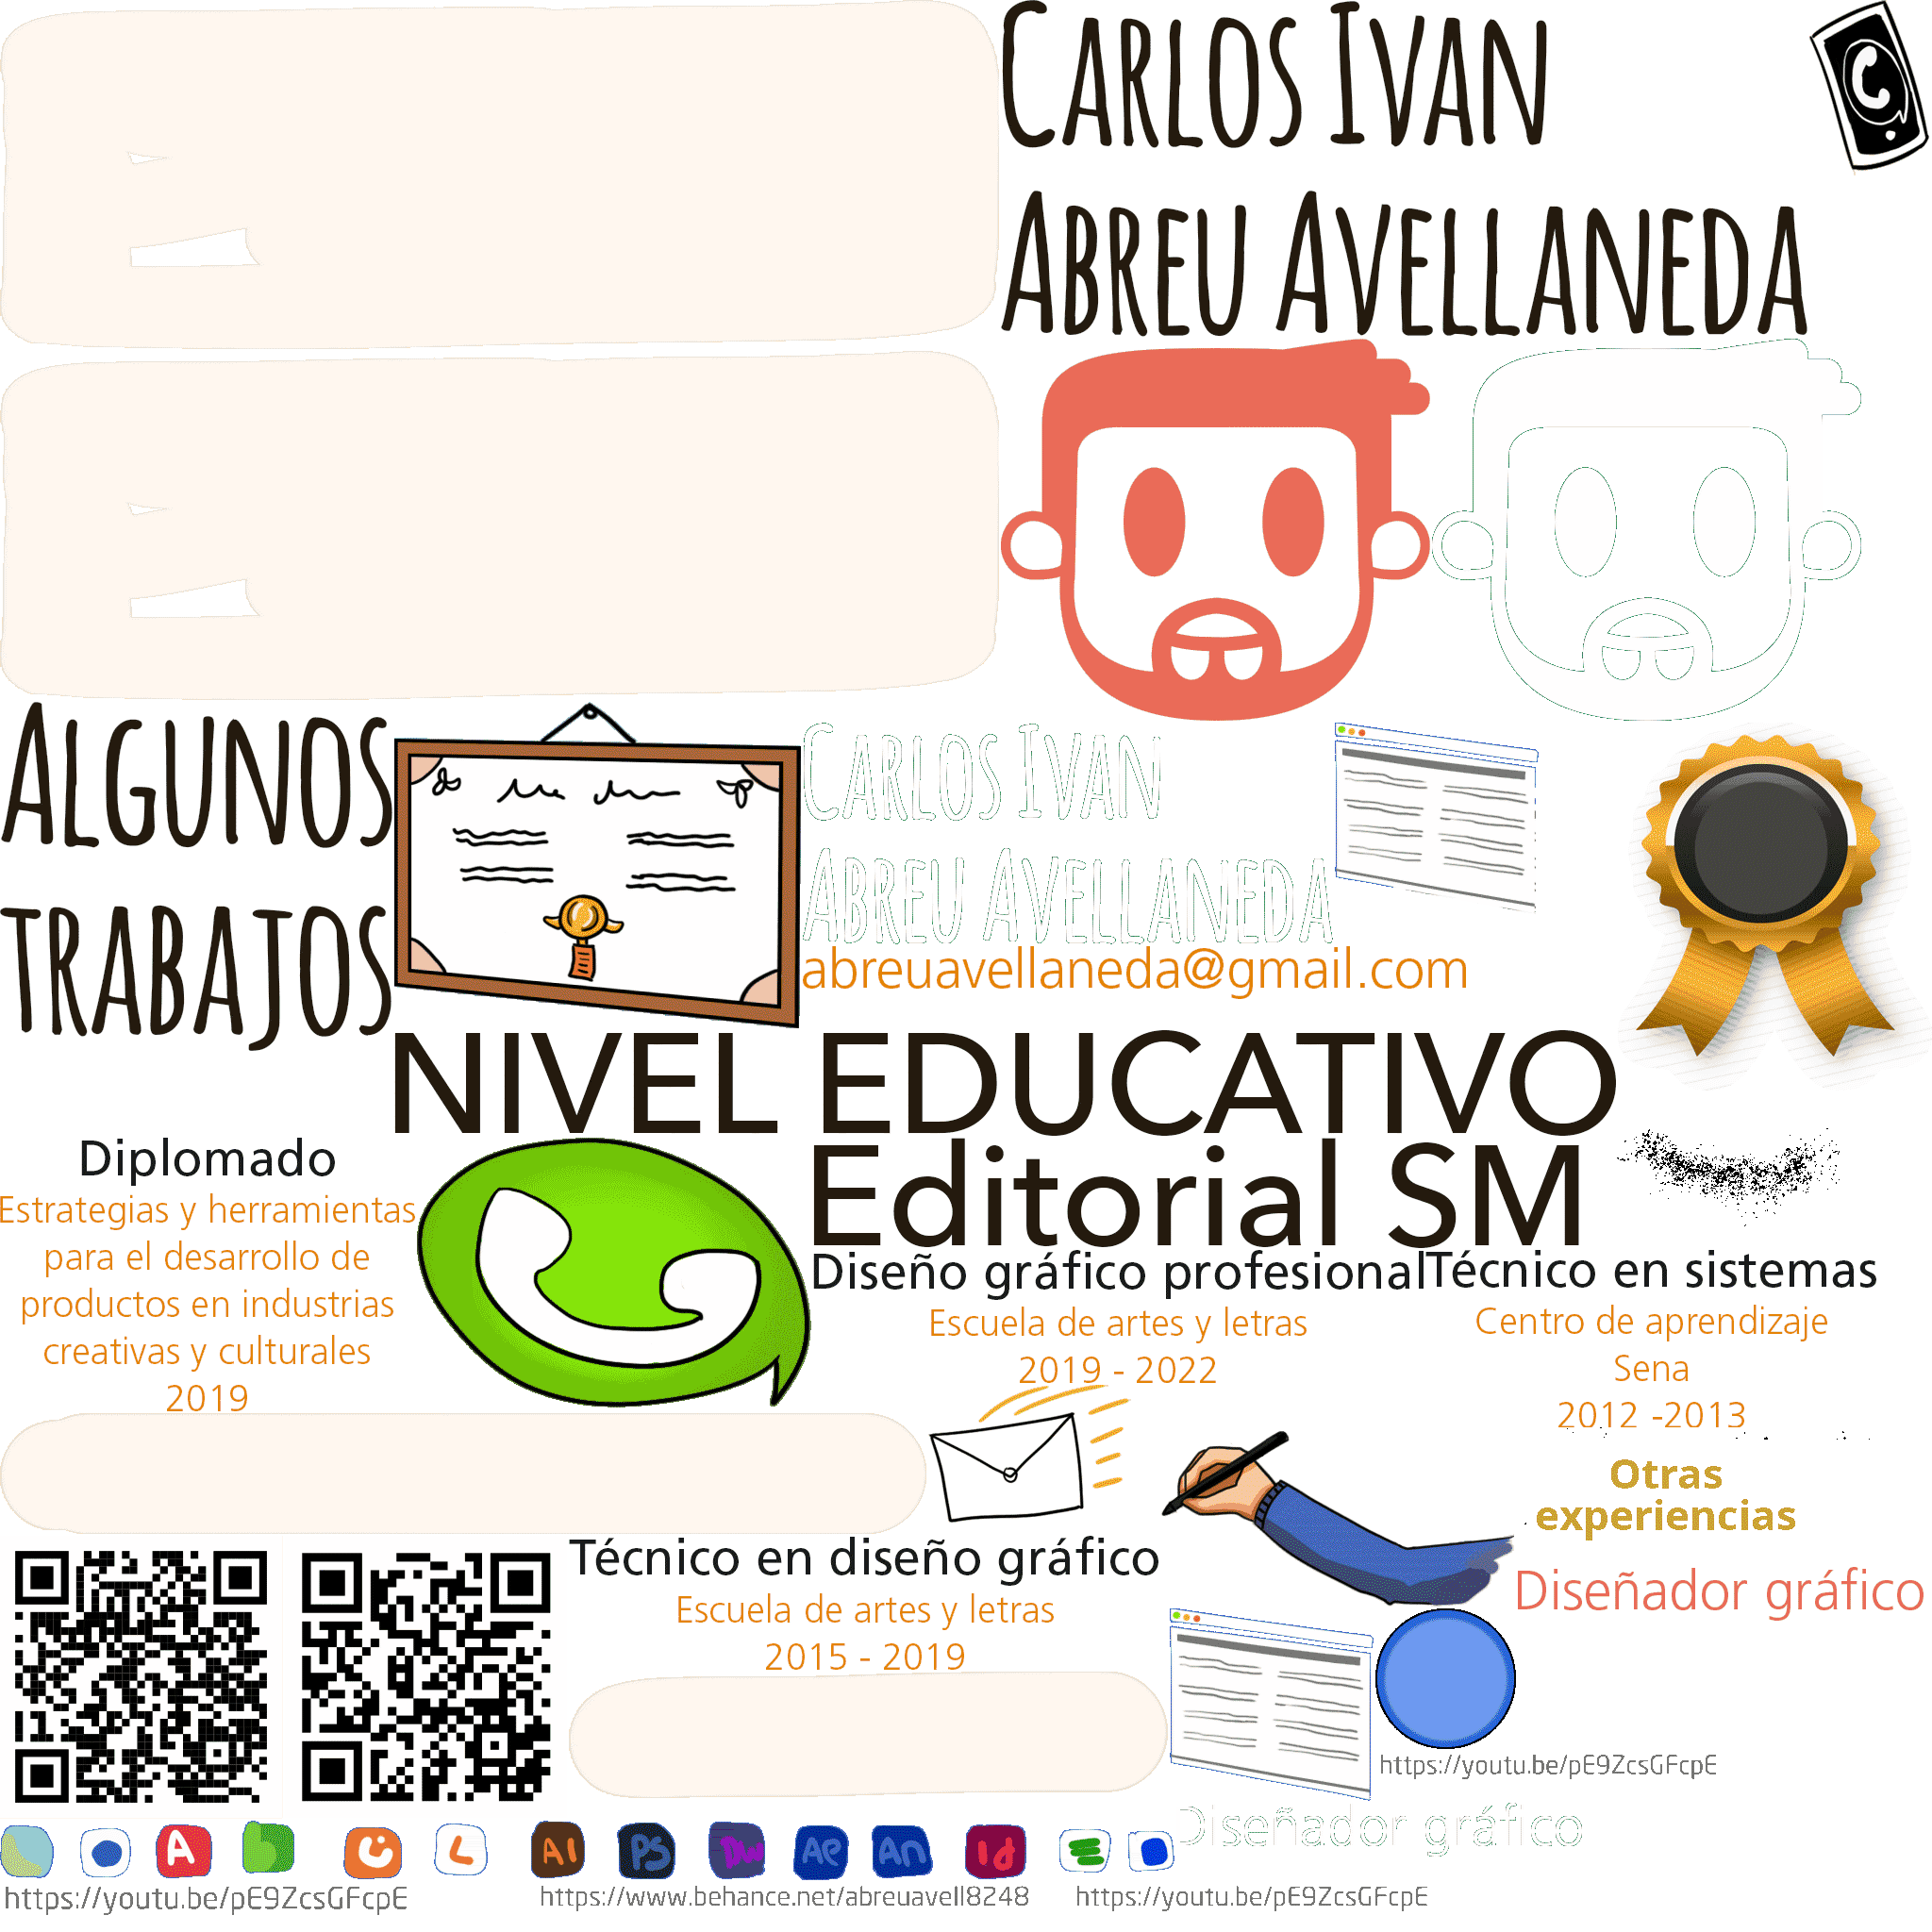 CARLOS IVAN
ABREU AVELLANEDA
ALGUNOS
TRABAJOS
CARLOS IVAN
ABREU AVELLANEDA
abreuavellaneda@gmail.com
NIVEL EDUCATIVO
Editorial SM
Diplomado
Estrategias y herramientas
para el desarrollo de
productos en industrias
creativas y culturales
2019
Diseño gráfico profesional
Escuela de artes y letras
2019 - 2022
Técnico en sistemas
Centro de aprendizaje
Sena
2012 -2013
Otras
experiencias
Técnico en diseño gráfico
Escuela de artes y letras
2015 - 2019
Diseñador gráfico
https://youtu.be/pE9ZcsGFcpE
Diseñador gráfico
A b L AI PS DW Ae An Id
https://youtu.be/pE9ZcsGFcpE
https://www.behance.net/abreuavell8248
https://youtu.be/pE9ZcsGFcpE